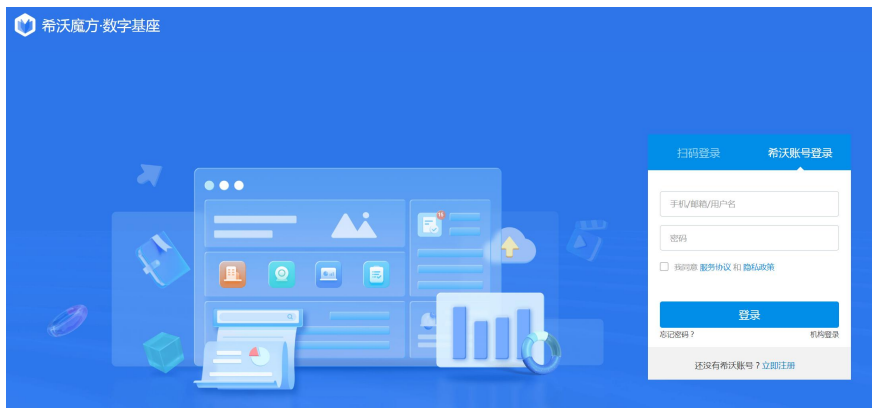 希沃魔方·数字基座
扫码登录 希沃账号登录
手机/邮箱/用户名
密码
我同意 服务协议 和 隐私政策
登录
忘记密码？ 机构登录
还没有希沃账号？立即注册